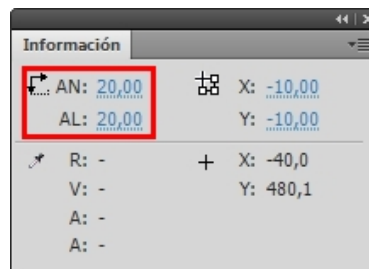 Información
AN: 20,00 X: -10,00
AL: 20,00 Y: -10,00
R: - X: -40,0
V: - Y: 480,1
A: -
A: -